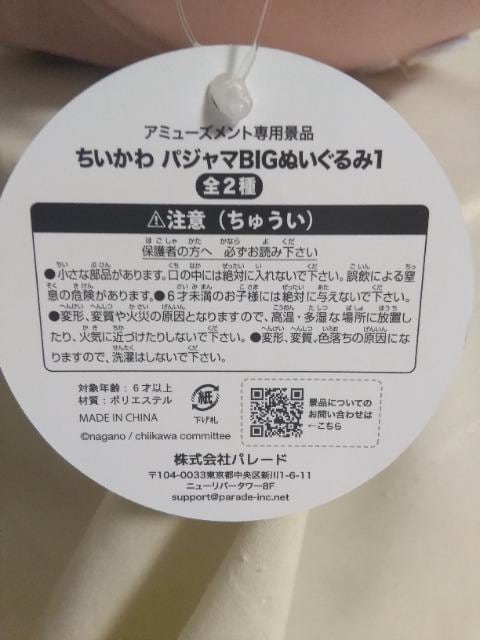 アミューズメント専用景品
ちいかわ パジャマBIGぬいぐるみ1
全2種
⚠注意（ちゅうい）
保護者の方へ 必ずお読み下さい
●小さな部品があります。口の中には絶対に入れないで下さい。誤飲による窒
息の危険があります。●6才未満のお子様には絶対に与えないで下さい。
●変形、変質や火災の原因となりますので、高温・多湿な場所に放置し
たり、火気に近づけたりしないで下さい。●変形、変質、色落ちの原因にな
りますので、洗濯はしないで下さい。
対象年齢：6才以上
材質：ポリエステル
MADE IN CHINA
©nagano / chiikawa committee
紙
下げ札
景品についての
お問い合わせは
←こちら
株式会社パレード
〒104-0033東京都中央区新川1-6-11
ニューリバータワー8F
support@parade-inc.net